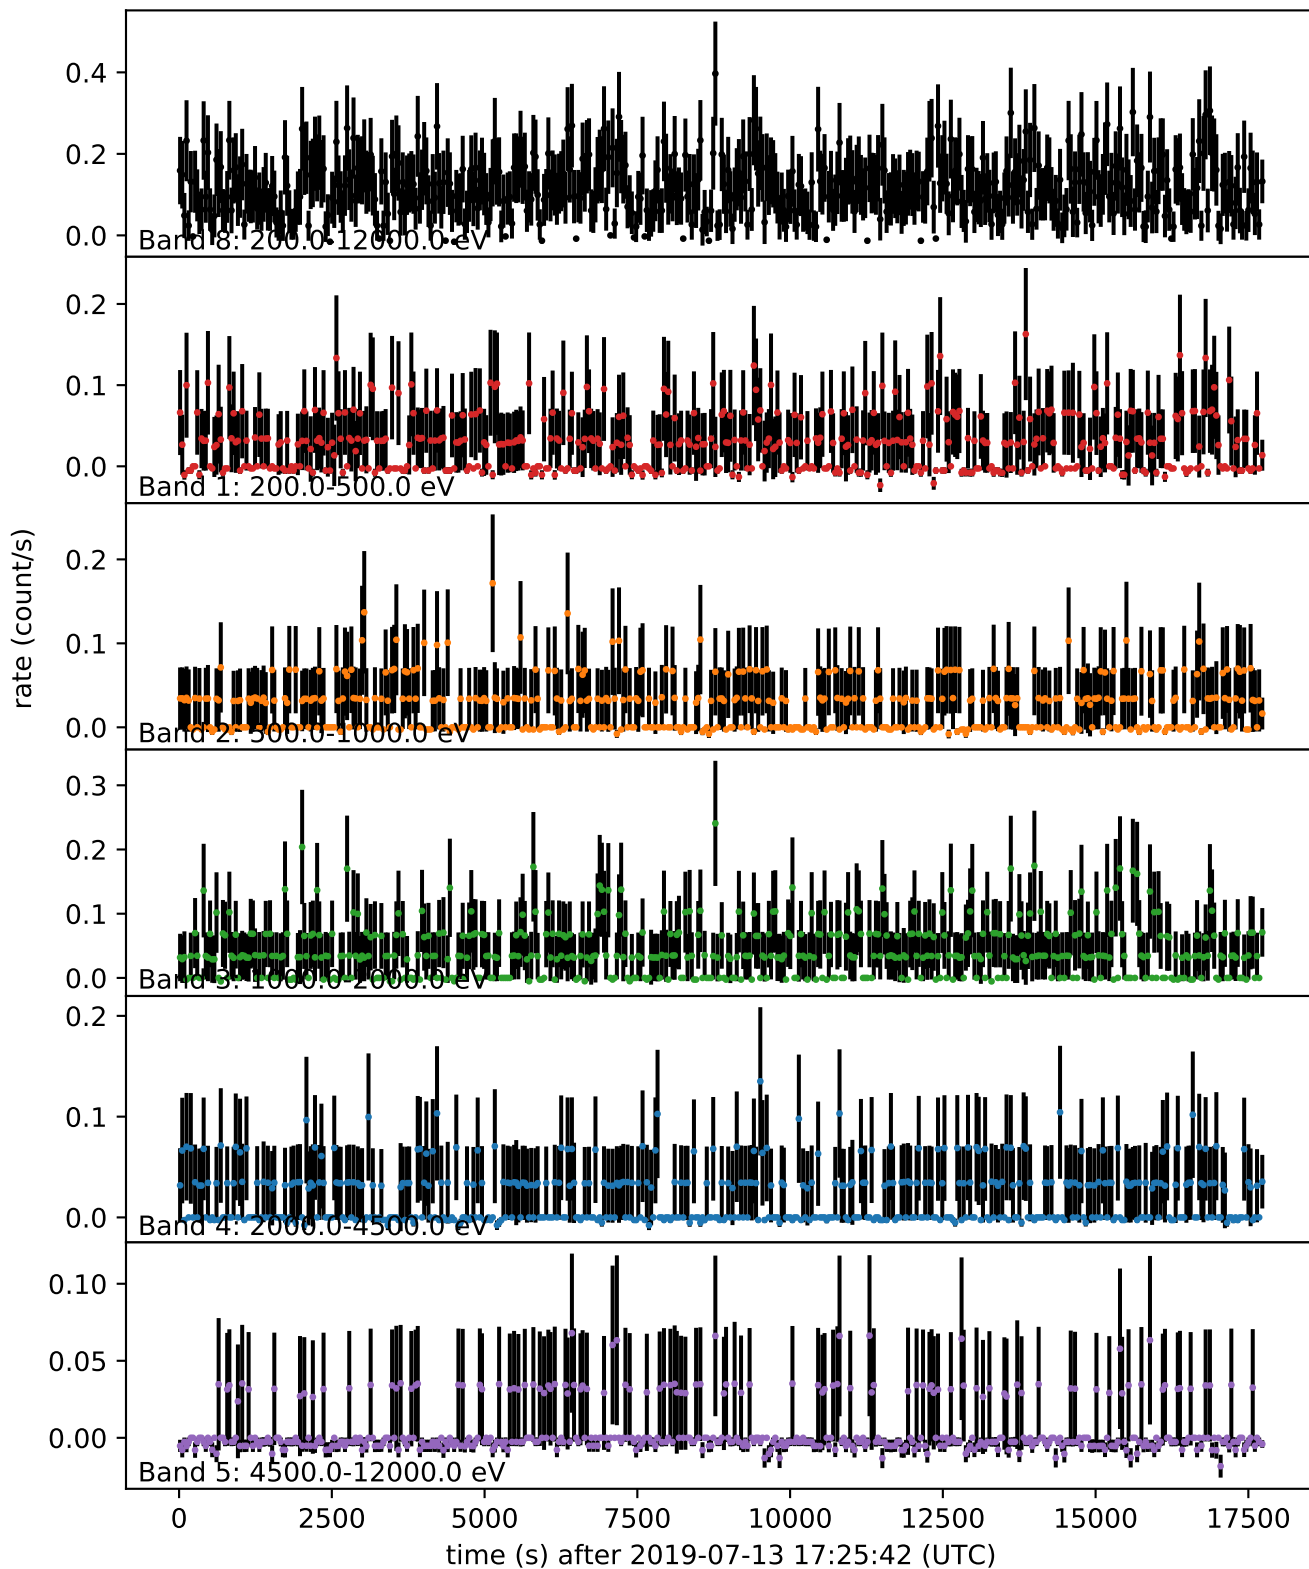 0.4
0.2
0.0
Band 8: 200.0-12000.0 eV
0.2
0.1
0.0
Band 1: 200.0-500.0 eV
rate (count/s)
0.2
0.1
0.0
Band 2: 500.0-1000.0 eV
0.3
0.2
0.1
0.0
Band 3: 1000.0-2000.0 eV
0.2
0.1
0.0
Band 4: 2000.0-4500.0 eV
0.10
0.05
0.00
Band 5: 4500.0-12000.0 eV
0 2500 5000 7500 10000 12500 15000 17500
time (s) after 2019-07-13 17:25:42 (UTC)